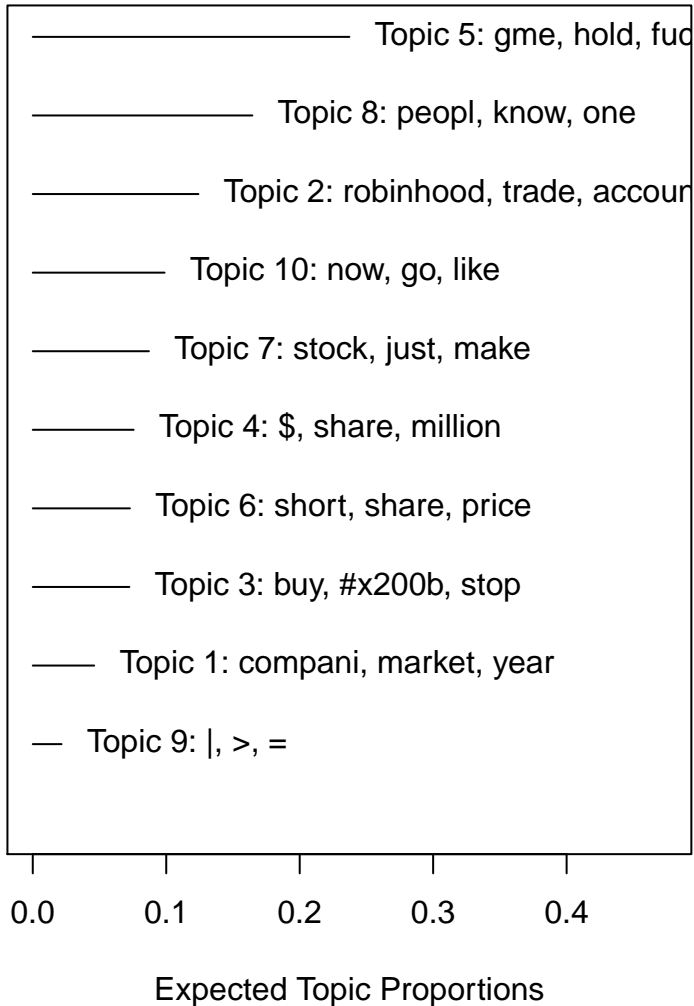 Topic 5: gme, hold, fuc
Topic 8: peopl, know, one
Topic 2: robinhood, trade, accoun
Topic 10: now, go, like
Topic 7: stock, just, make
Topic 4: $, share, million
Topic 6: short, share, price
Topic 3: buy, #x200b, stop
Topic 1: compani, market, year
Topic 9: |, >, =
0.0 0.1 0.2 0.3 0.4
Expected Topic Proportions